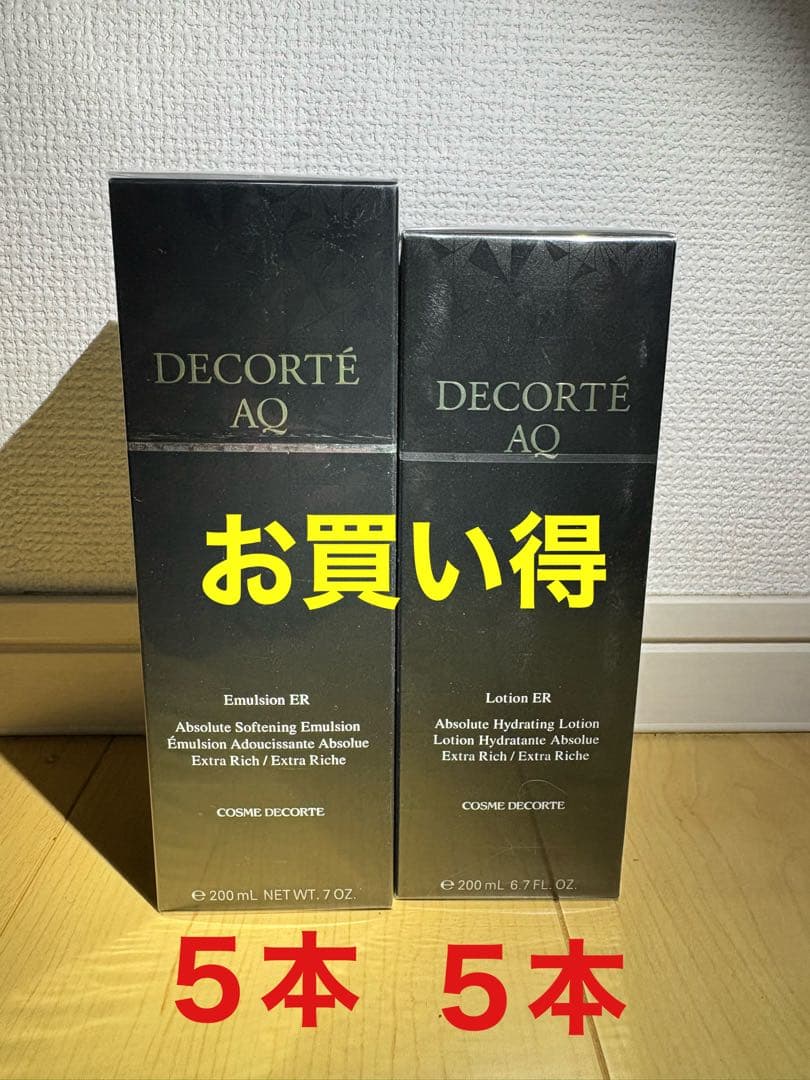 DECORTÉ
AQ
Emulsion ER
Absolute Softening Emulsion
Émulsion Adoucissante Absolue
Extra Rich / Extra Riche
COSME DECORTE
℮ 200 mL NET WT. 7 OZ.
DECORTÉ
AQ
Lotion ER
Absolute Hydrating Lotion
Lotion Hydratante Absolue
Extra Rich / Extra Riche
COSME DECORTE
℮ 200 mL 6.7 FL. OZ.
お買い得
5本 5本